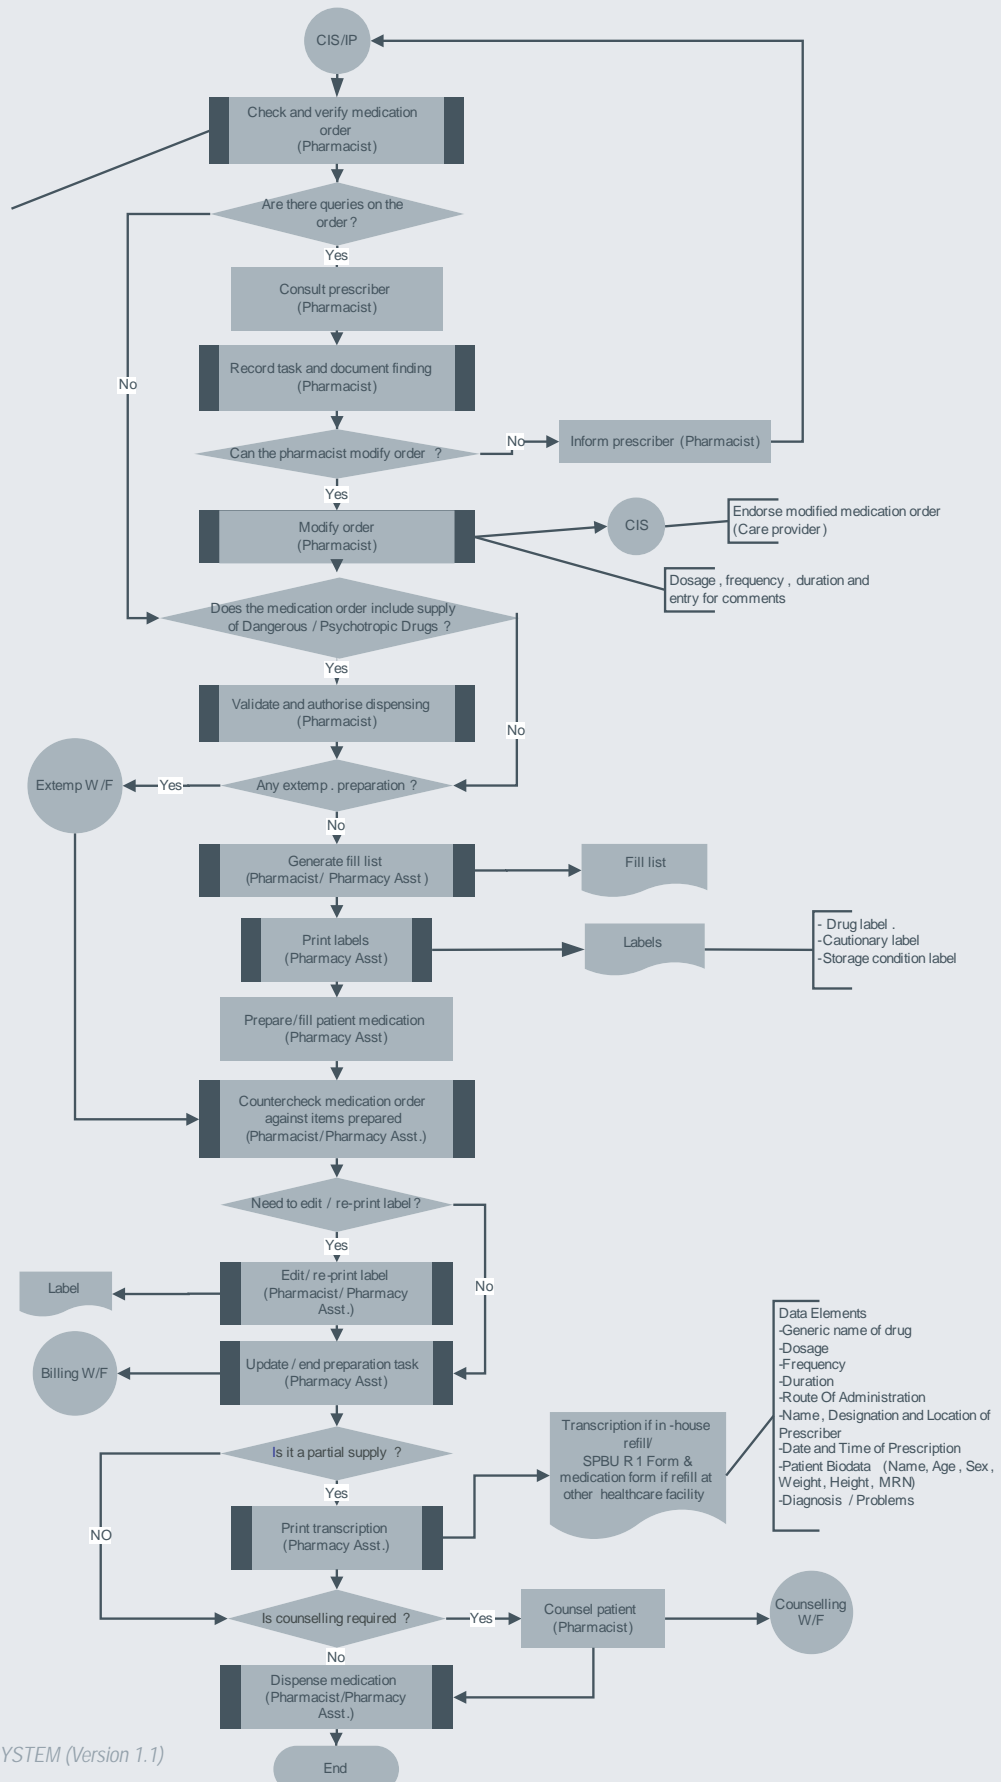 CIS/IP
Check and verify medication
order
(Pharmacist)
Are there queries on the
order ?
Yes
Consult prescriber
(Pharmacist)
Record task and document finding
(Pharmacist)
No
Can the pharmacist modify order ?
No
Inform prescriber (Pharmacist)
Yes
Modify order
(Pharmacist)
CIS
Endorse modified medication order
(Care provider)
Dosage , frequency , duration and
entry for comments
Does the medication order include supply
of Dangerous / Psychotropic Drugs ?
Yes
Validate and authorise dispensing
(Pharmacist)
No
Extemp W/F
Yes
Any extemp . preparation ?
No
Generate fill list
(Pharmacist/ Pharmacy Asst )
Fill list
Print labels
(Pharmacy Asst)
Labels
- Drug label .
-Cautionary label
-Storage condition label
Prepare/fill patient medication
(Pharmacy Asst)
Countercheck medication order
against items prepared
(Pharmacist/Pharmacy Asst.)
Need to edit / re-print label ?
Yes
No
Label
Edit/ re-print label
(Pharmacist/ Pharmacy
Asst.)
Billing W/F
Update / end preparation task
(Pharmacy Asst)
Is it a partial supply ?
Yes
NO
Transcription if in -house
refill/
SPBU R 1 Form &
medication form if refill at
other healthcare facility
Data Elements
-Generic name of drug
-Dosage
-Frequency
-Duration
-Route Of Administration
-Name , Designation and Location of
Prescriber
-Date and Time of Prescription
-Patient Biodata (Name, Age , Sex ,
Weight , Height , MRN)
-Diagnosis / Problems
Print transcription
(Pharmacy Asst.)
Is counselling required ?
Yes
Counsel patient
(Pharmacist)
Counselling
W/F
No
Dispense medication
(Pharmacist/Pharmacy
Asst.)
YSTEM (Version 1.1)
End